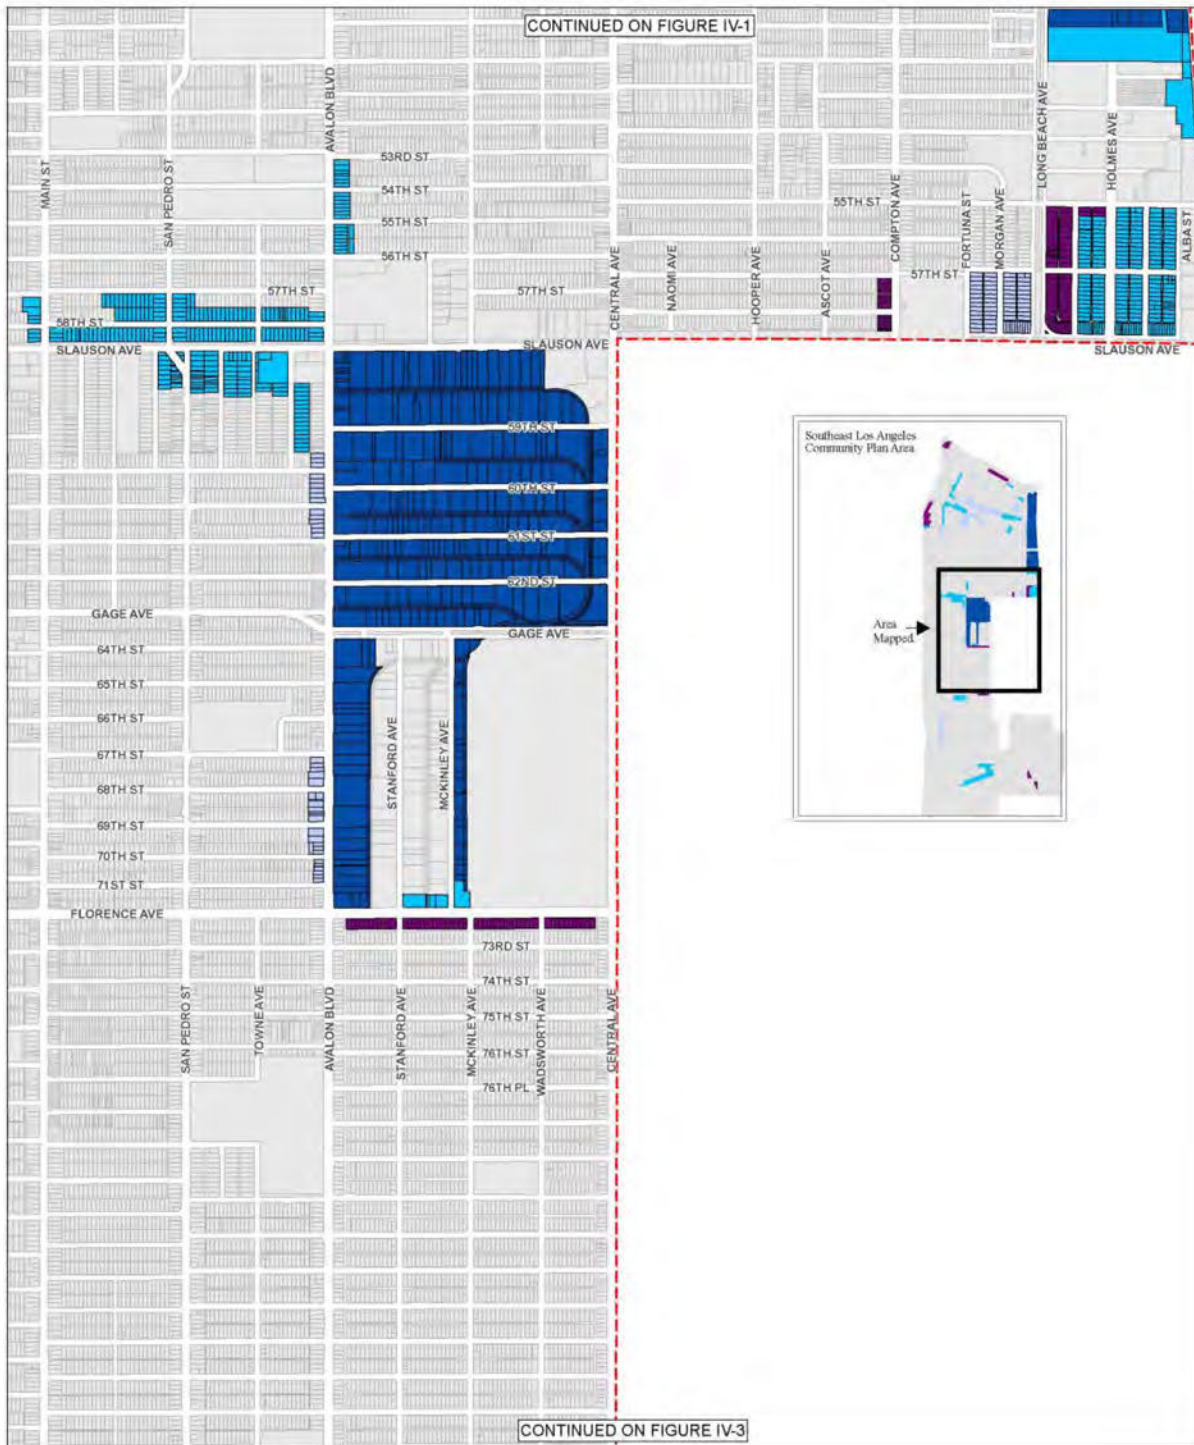 CONTINUED ON FIGURE IV-1
AVALON BLVD
LONG BEACH AVE
HOLMES AVE
MAIN ST
SAN PEDRO ST
53RD ST
54TH ST
55TH ST
56TH ST
57TH ST
57TH ST
58TH ST
SLAUSON AVE
SLAUSON AVE
CENTRAL AVE
NAOMI AVE
HOOPER AVE
ASCOT AVE
COMPTON AVE
55TH ST
57TH ST
FORTUNA ST
MORGAN AVE
ALBA ST
SLAUSON AVE
59TH ST
60TH ST
61ST ST
62ND ST
GAGE AVE
GAGE AVE
64TH ST
65TH ST
66TH ST
67TH ST
68TH ST
69TH ST
70TH ST
71ST ST
FLORENCE AVE
STANFORD AVE
MCKINLEY AVE
Southeast Los Angeles
Community Plan Area
Area
Mapped
73RD ST
74TH ST
75TH ST
76TH ST
76TH PL
SAN PEDRO ST
TOWNE AVE
AVALON BLVD
STANFORD AVE
MCKINLEY AVE
WADSWORTH AVE
CENTRAL AVE
CONTINUED ON FIGURE IV-3